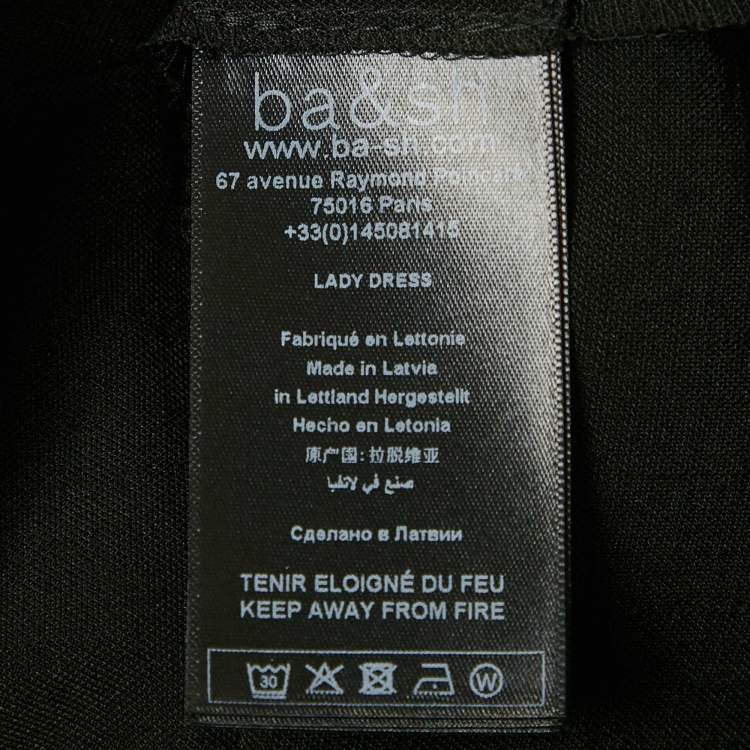 ba&sh
www.ba-sh.com
67 avenue Raymond Poincaré
75016 Paris
+33(0)145081415
LADY DRESS
Fabriqué en Lettonie
Made in Latvia
in Lettland Hergestellt
Hecho en Letonia
原产国:拉脱维亚
صنع في لاتفيا
Сделано в Латвии
TENIR ELOIGNÉ DU FEU
KEEP AWAY FROM FIRE
30 W